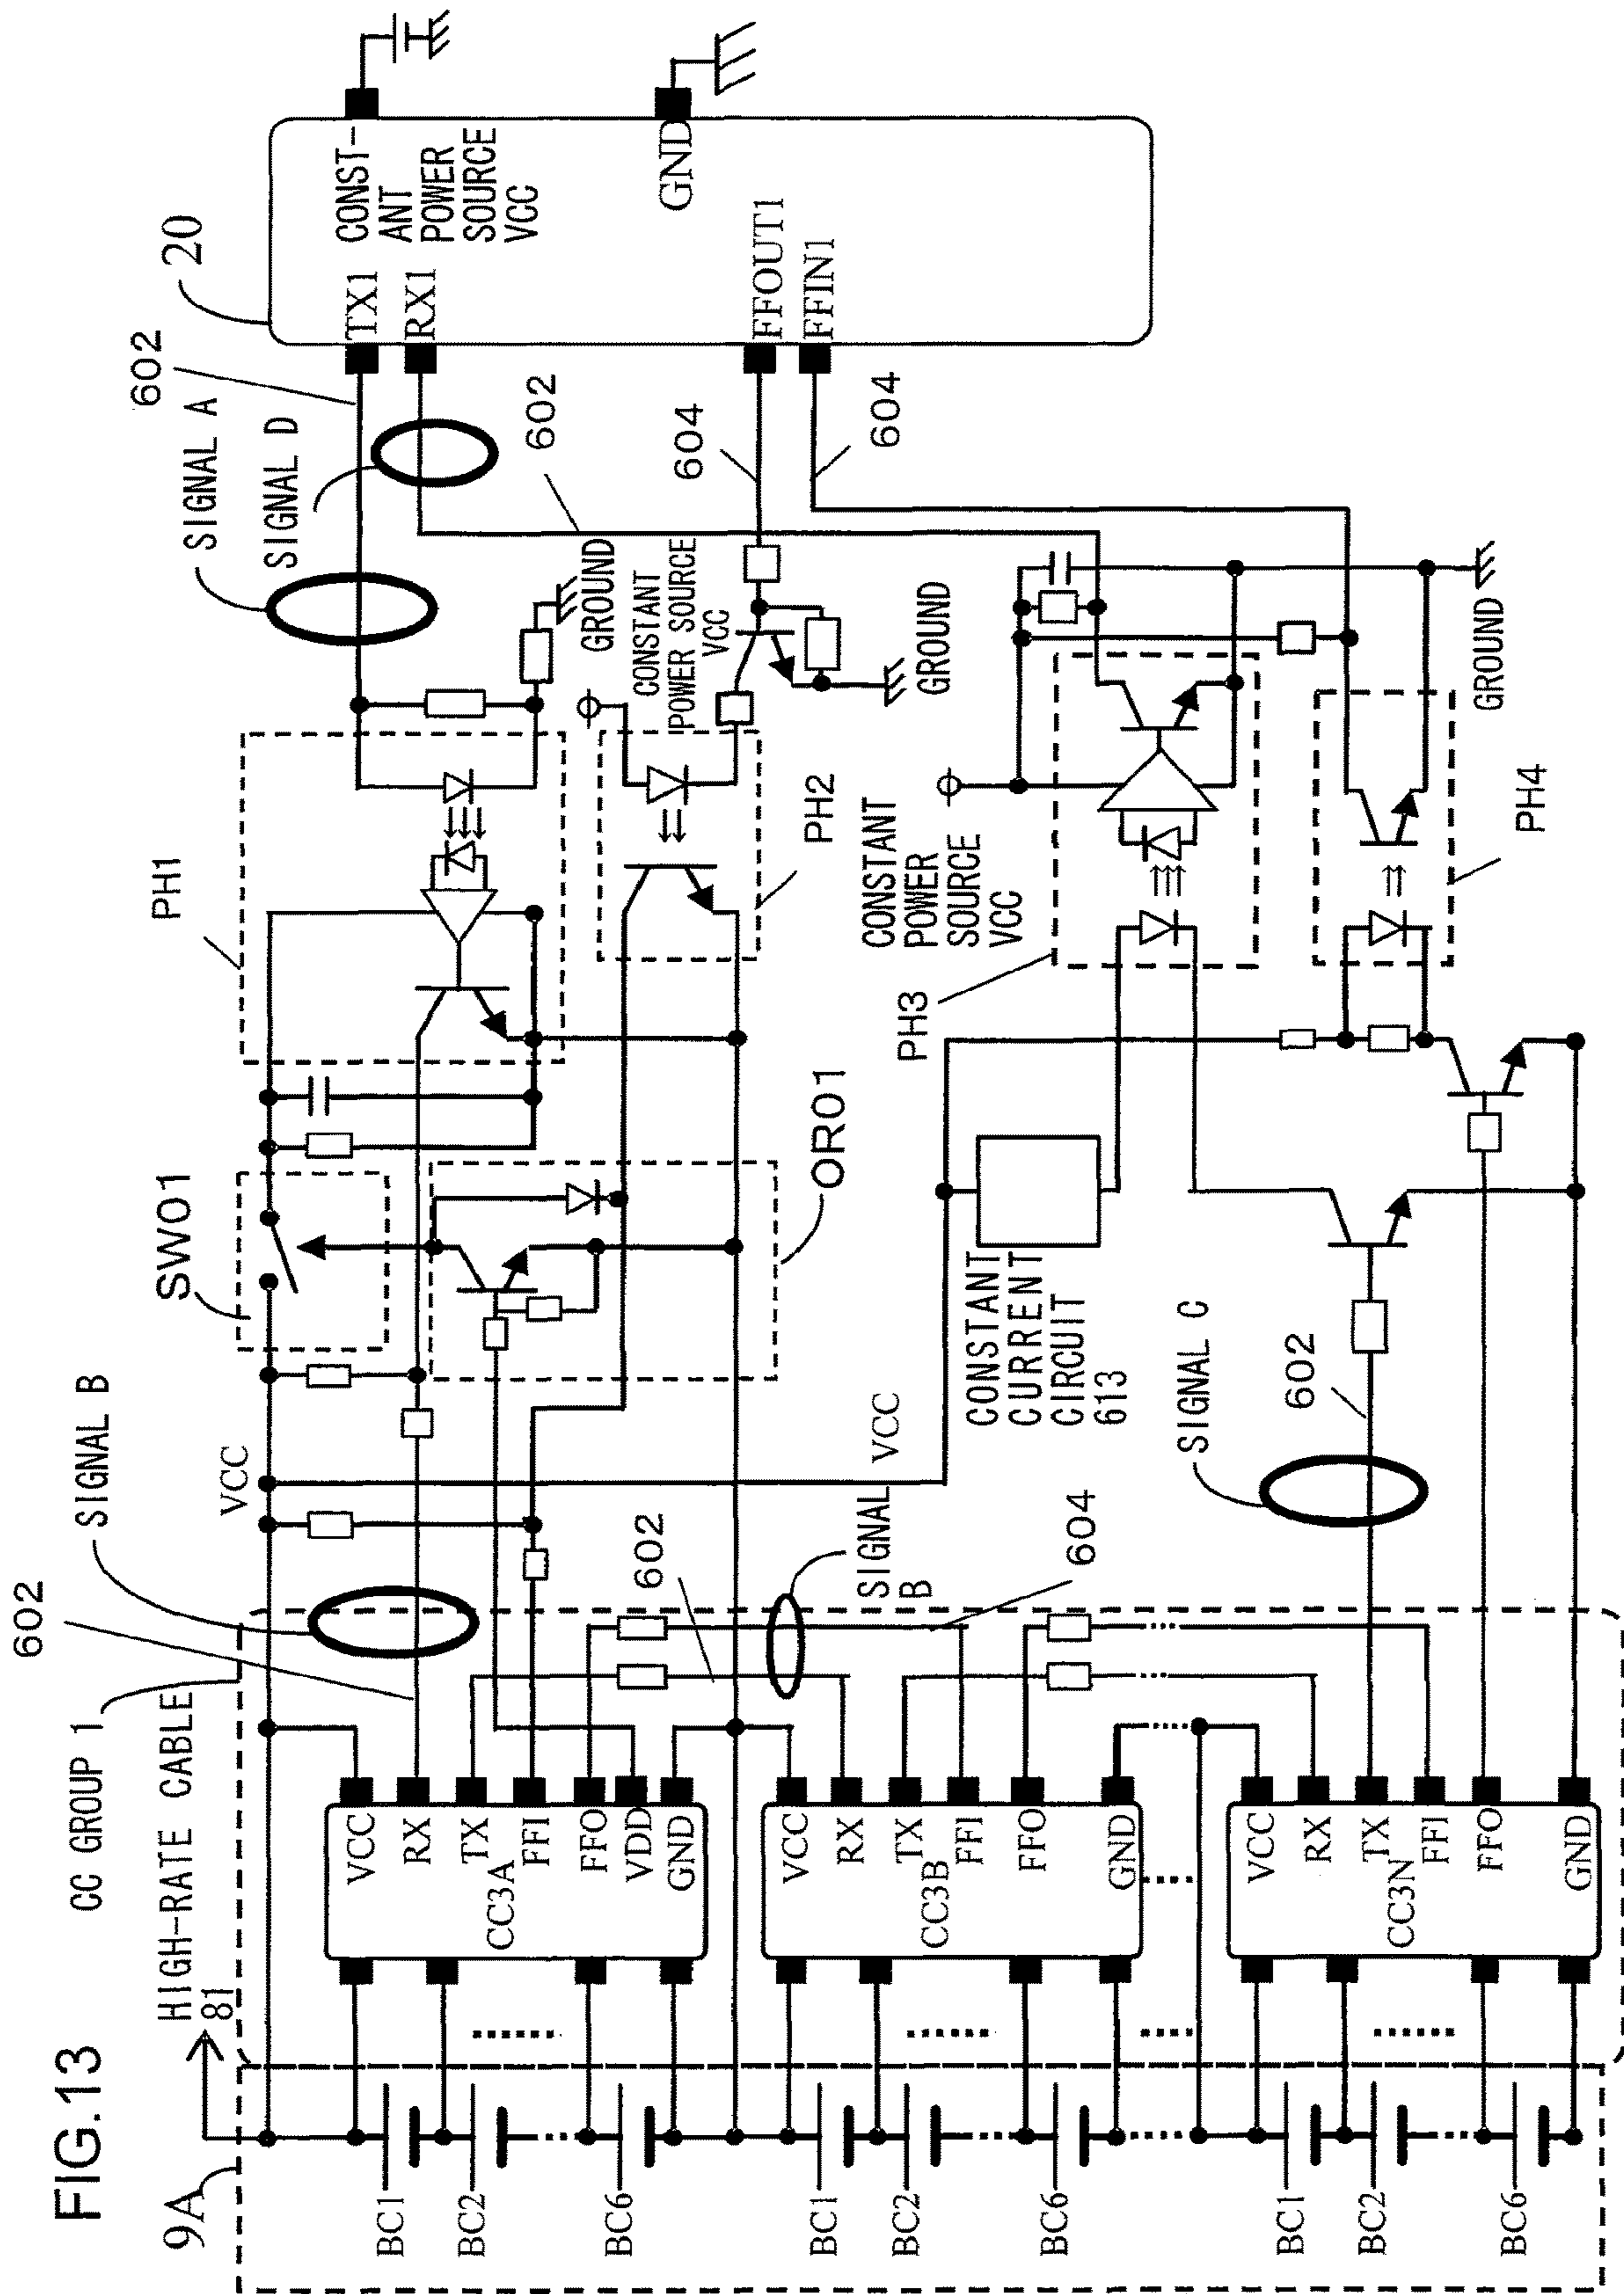 FIG.13
9A
HIGH-RATE CABLE
81
CC GROUP 1
602
SIGNAL B
VCC
SW01
PH1
SIGNAL A
SIGNAL D
602
20
TX1
RX1
CONST-
ANT
POWER
SOURCE
VCC
GND
FFOUT1
FFIN1
602
604
604
GROUND
CONSTANT
POWER SOURCE
VCC
GROUND
PH2
OR01
BC1
BC2
BC6
VCC
RX
TX
FFI
FFO
VDD
GND
CC3A
602
SIGNAL
B
604
VCC
CONSTANT
POWER
SOURCE
VCC
PH3
CONSTANT
CURRENT
CIRCUIT
613
BC1
BC2
BC6
VCC
RX
TX
FFI
FFO
GND
CC3B
SIGNAL C
602
PH4
GROUND
BC1
BC2
BC6
VCC
RX
TX
FFI
FFO
GND
CC3N